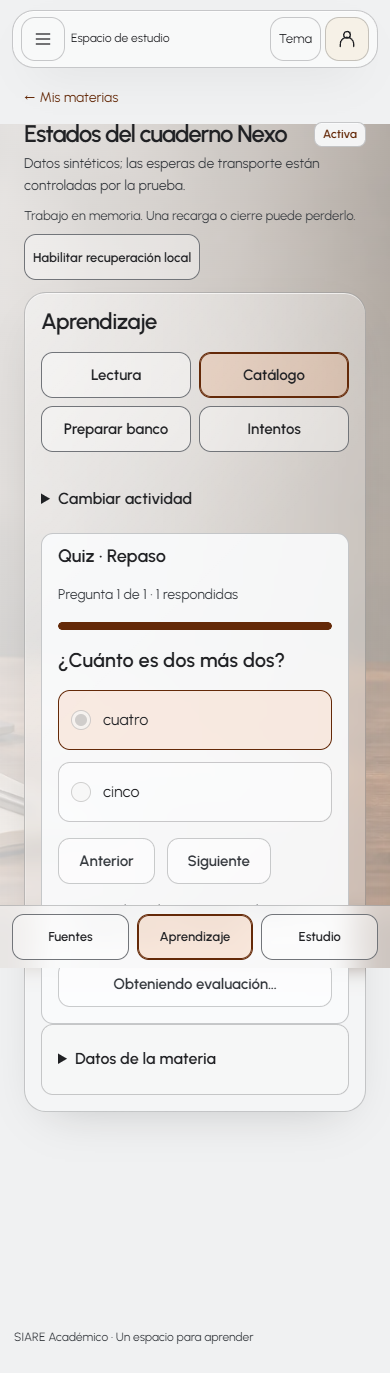 Espacio de estudio
Tema
← Mis materias
Estados del cuaderno Nexo
Activa
Datos sintéticos; las esperas de transporte están
controladas por la prueba.
Trabajo en memoria. Una recarga o cierre puede perderlo.
Habilitar recuperación local
Aprendizaje
Lectura
Catálogo
Preparar banco
Intentos
Cambiar actividad
Quiz · Repaso
Pregunta 1 de 1 · 1 respondidas
¿Cuánto es dos más dos?
cuatro
cinco
Anterior
Siguiente
Fuentes
Aprendizaje
Estudio
Obteniendo evaluación...
Datos de la materia
SIARE Académico · Un espacio para aprender